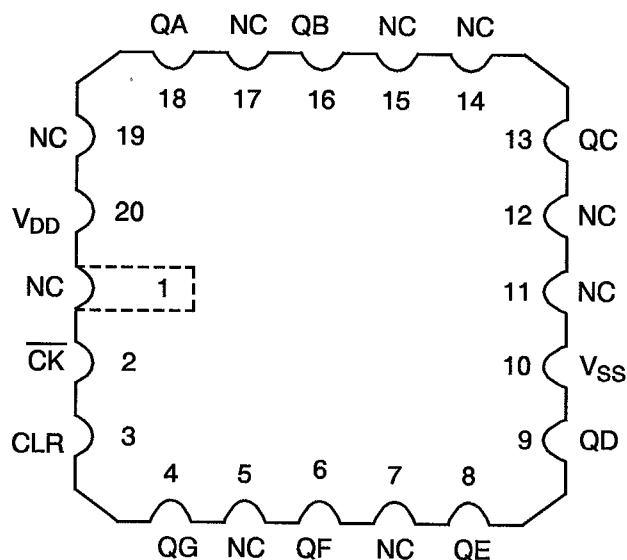 QA NC QB NC NC
18 17 16 15 14
NC 19 13 QC
VDD 20 12 NC
NC 1 11 NC
CK 2 10 VSS
CLR 3 9 QD
4 5 6 7 8
QG NC QF NC QE